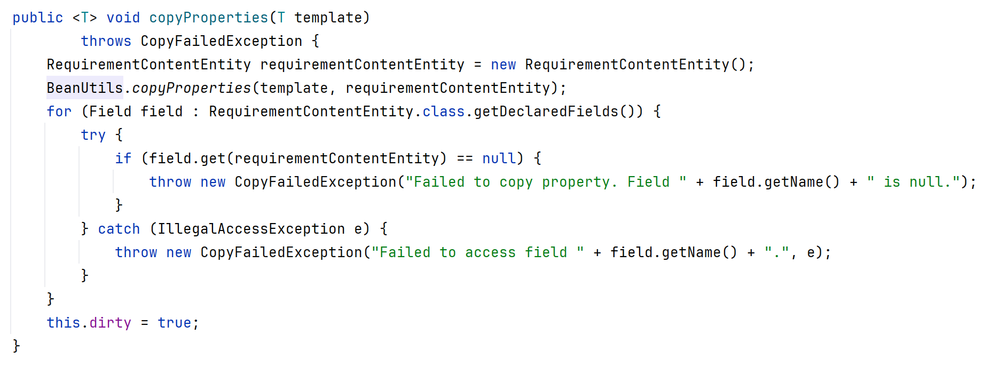 public <T> void copyProperties(T template)
        throws CopyFailedException {
    RequirementContentEntity requirementContentEntity = new RequirementContentEntity();
    BeanUtils.copyProperties(template, requirementContentEntity);
    for (Field field : RequirementContentEntity.class.getDeclaredFields()) {
        try {
            if (field.get(requirementContentEntity) == null) {
                throw new CopyFailedException("Failed to copy property. Field " + field.getName() + " is null.");
            }
        } catch (IllegalAccessException e) {
            throw new CopyFailedException("Failed to access field " + field.getName() + ".", e);
        }
    }
    this.dirty = true;
}